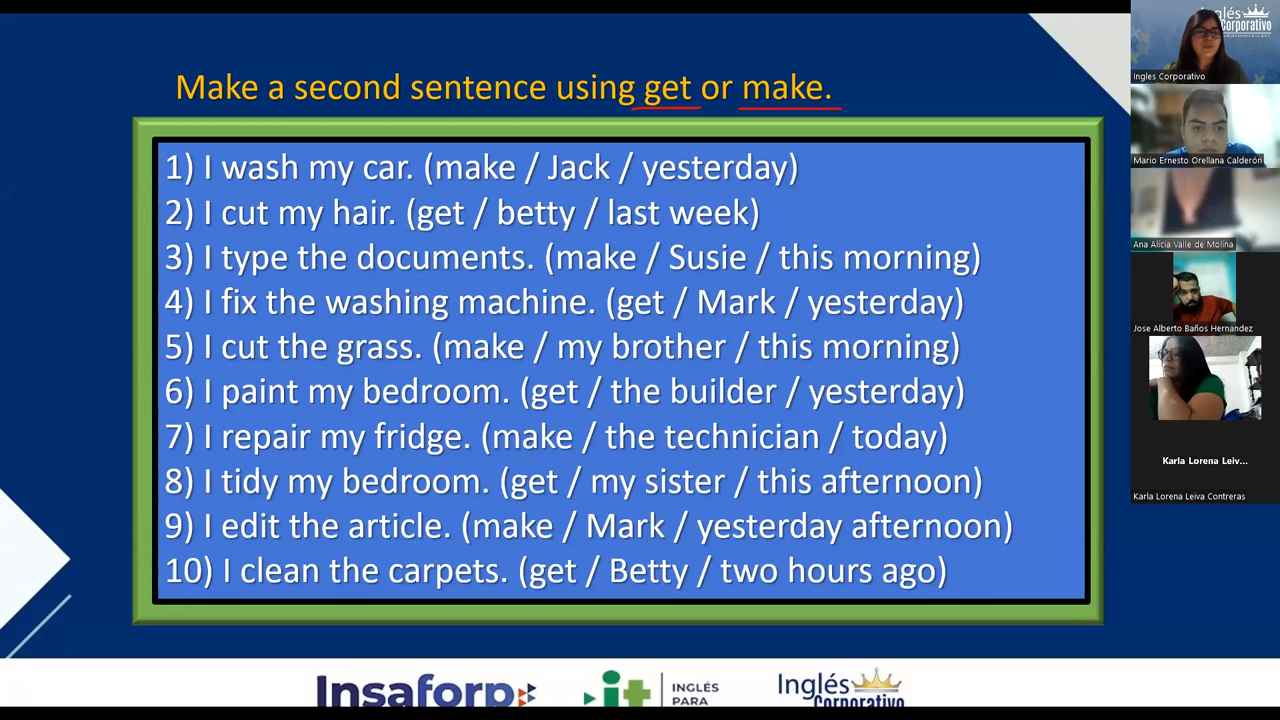 Make a second sentence using get or make.
1) I wash my car. (make / Jack / yesterday)
2) I cut my hair. (get / betty / last week)
3) I type the documents. (make / Susie / this morning)
4) I fix the washing machine. (get / Mark / yesterday)
5) I cut the grass. (make / my brother / this morning)
6) I paint my bedroom. (get / the builder / yesterday)
7) I repair my fridge. (make / the technician / today)
8) I tidy my bedroom. (get / my sister / this afternoon)
9) I edit the article. (make / Mark / yesterday afternoon)
10) I clean the carpets. (get / Betty / two hours ago)
Insaforp
it
INGLÉS
PARA
Inglés
Corporativo
Inglés
Corporativo
Ingles Corporativo
Mario Ernesto Orellana Calderón
Ana Alicia Valle de Molina
Jose Alberto Baños Hernandez
Karla Lorena Leiv...
Karla Lorena Leiva Contreras